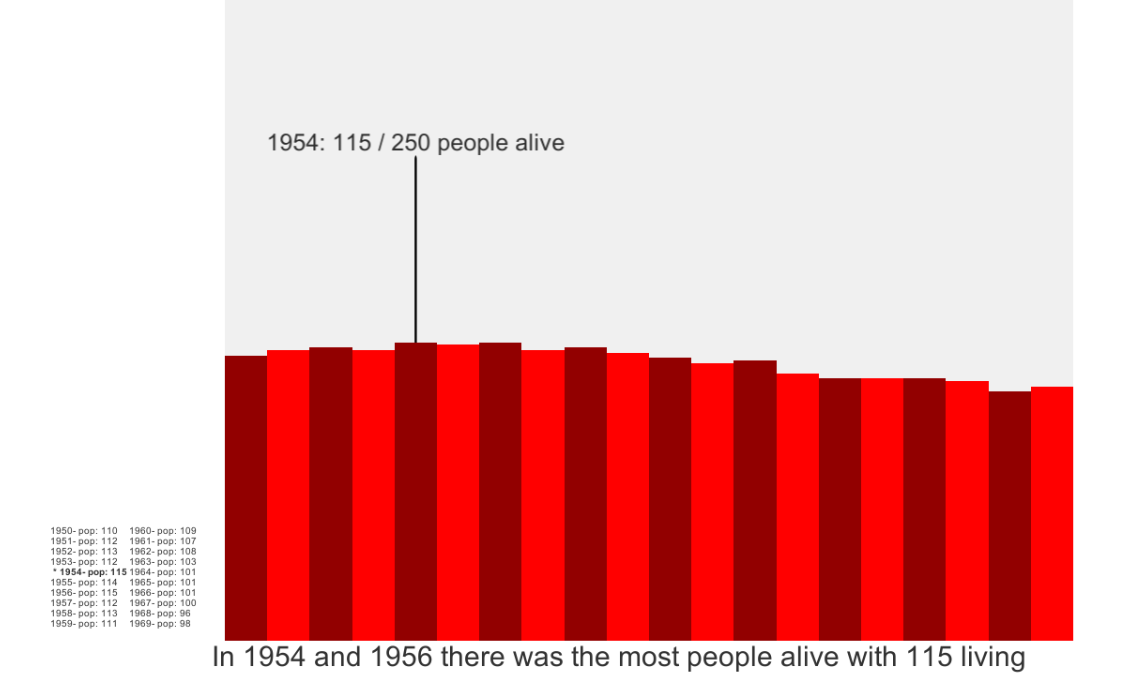 1954: 115 / 250 people alive
1950- pop: 110 1960- pop: 109
1951- pop: 112 1961- pop: 107
1952- pop: 113 1962- pop: 108
1953- pop: 112 1963- pop: 103
* 1954- pop: 115 1964- pop: 101
1955- pop: 114 1965- pop: 101
1956- pop: 115 1966- pop: 101
1957- pop: 112 1967- pop: 100
1958- pop: 113 1968- pop: 96
1959- pop: 111 1969- pop: 98
In 1954 and 1956 there was the most people alive with 115 living